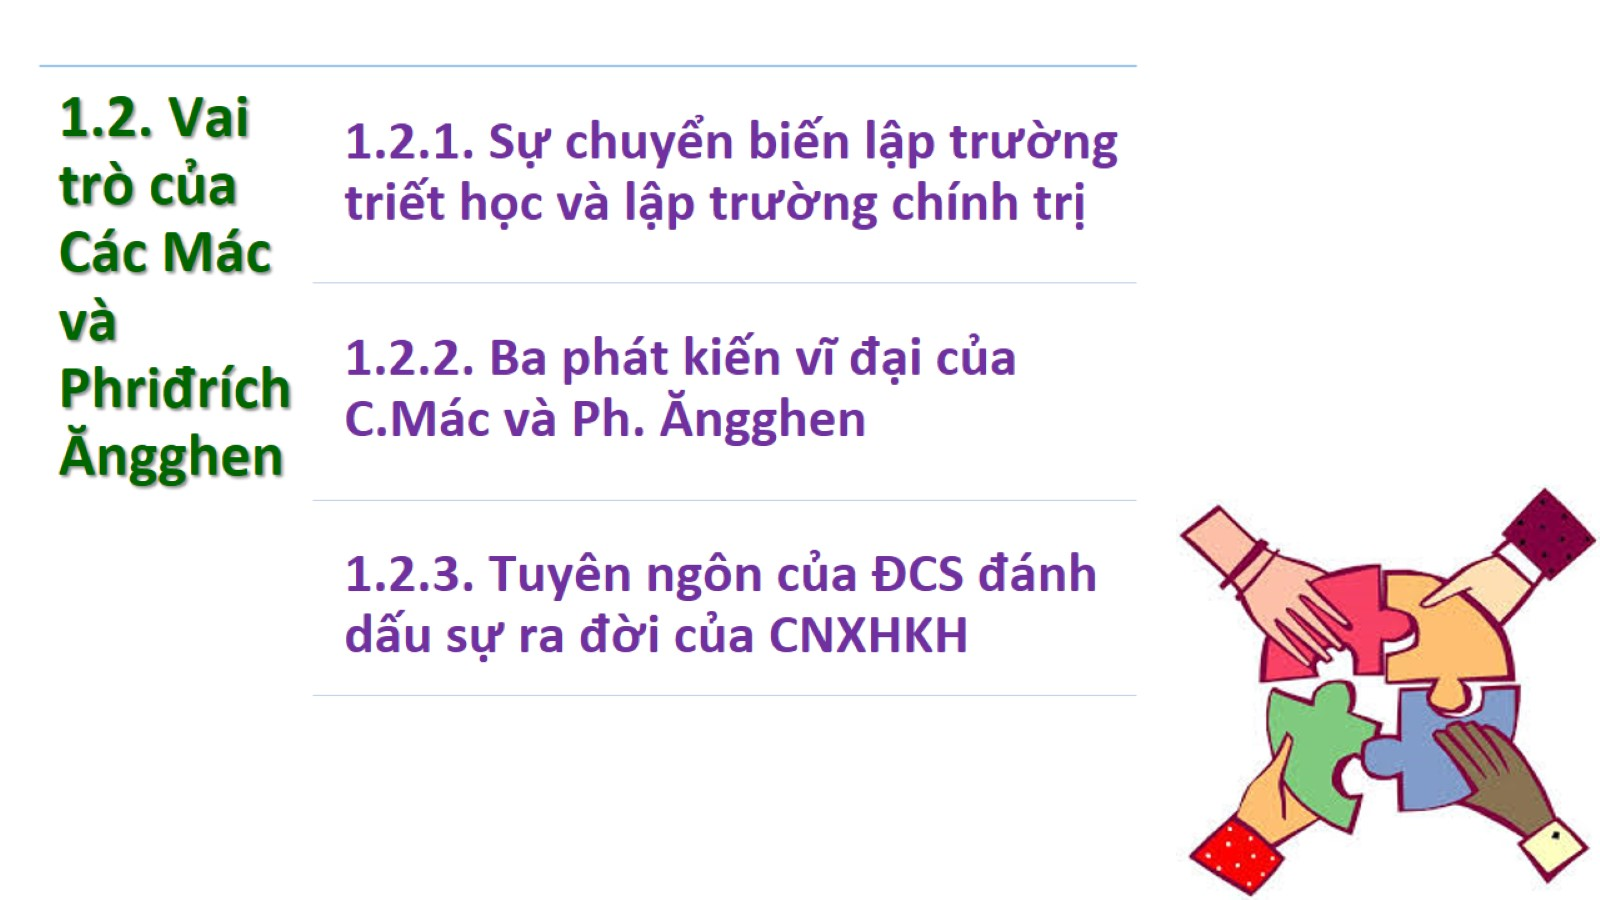 1.2. Vai
trò của
Các Mác
và
Phriđrích
Ăngghen
1.2.1. Sự chuyển biến lập trường
triết học và lập trường chính trị
1.2.2. Ba phát kiến vĩ đại của
C.Mác và Ph. Ăngghen
1.2.3. Tuyên ngôn của ĐCS đánh
dấu sự ra đời của CNXHKH